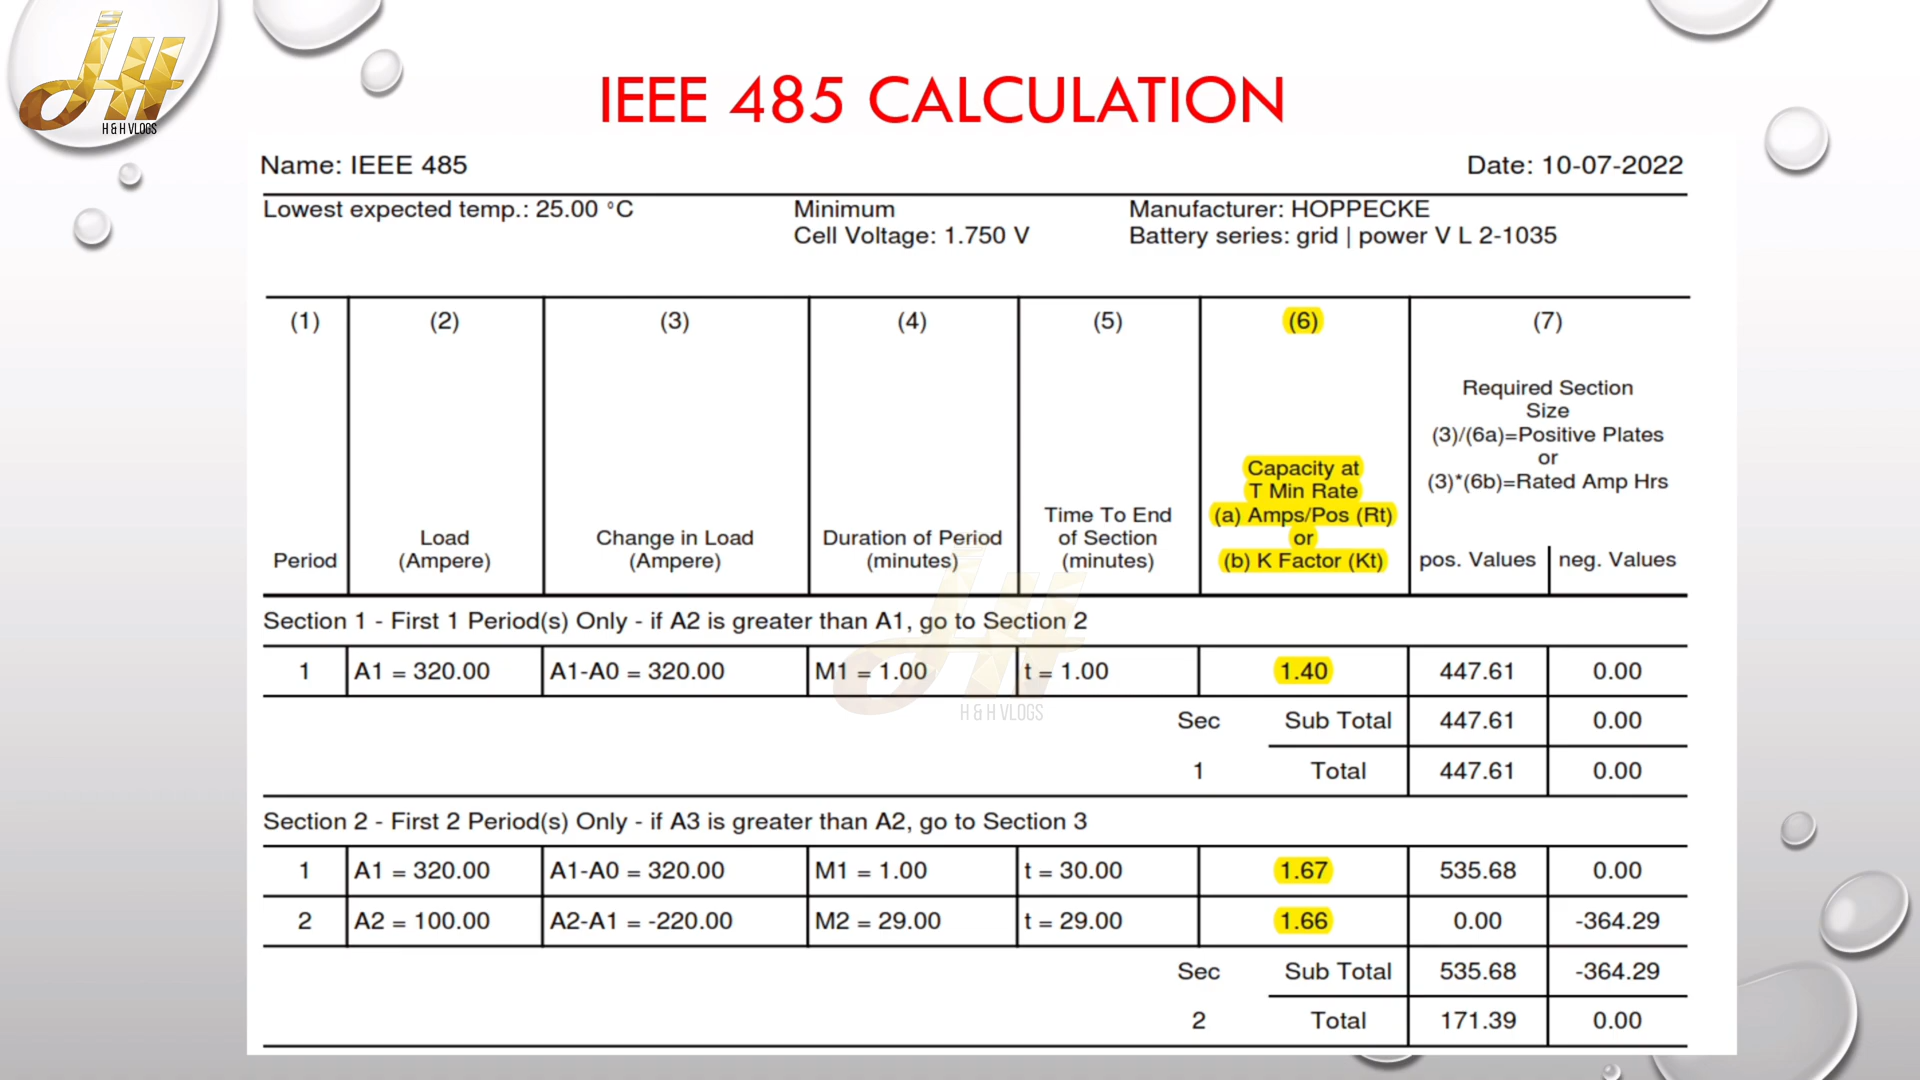 H & H VLOGS
IEEE 485 CALCULATION
Name: IEEE 485 Date: 10-07-2022
Lowest expected temp.: 25.00 °C Minimum Manufacturer: HOPPECKE
Cell Voltage: 1.750 V Battery series: grid | power V L 2-1035
(1) (2) (3) (4) (5) (6) (7)
Required Section
Size
(3)/(6a)=Positive Plates
or
(3)*(6b)=Rated Amp Hrs
Capacity at
T Min Rate
(a) Amps/Pos (Rt)
or
(b) K Factor (Kt)
Time To End
of Section
(minutes)
Duration of Period
(minutes)
Change in Load
(Ampere)
Load
(Ampere)
Period
pos. Values neg. Values
Section 1 - First 1 Period(s) Only - if A2 is greater than A1, go to Section 2
1 A1 = 320.00 A1-A0 = 320.00 M1 = 1.00 t = 1.00 1.40 447.61 0.00
H & H VLOGS
Sec Sub Total 447.61 0.00
1 Total 447.61 0.00
Section 2 - First 2 Period(s) Only - if A3 is greater than A2, go to Section 3
1 A1 = 320.00 A1-A0 = 320.00 M1 = 1.00 t = 30.00 1.67 535.68 0.00
2 A2 = 100.00 A2-A1 = -220.00 M2 = 29.00 t = 29.00 1.66 0.00 -364.29
Sec Sub Total 535.68 -364.29
2 Total 171.39 0.00